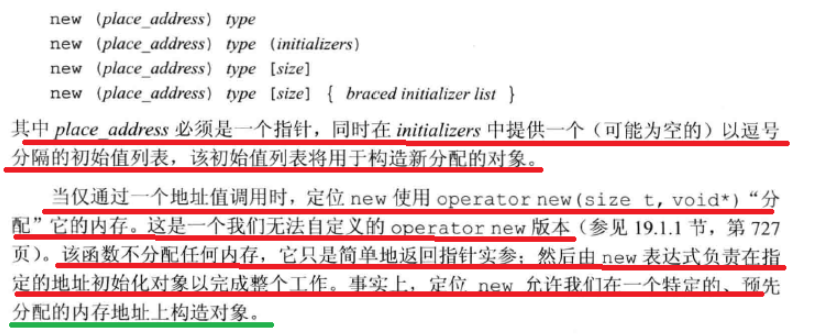 new (place_address) type
new (place_address) type (initializers)
new (place_address) type [size]
new (place_address) type [size] { braced initializer list }
其中 place_address 必须是一个指针，同时在 initializers 中提供一个（可能为空的）以逗号
分隔的初始值列表，该初始值列表将用于构造新分配的对象。
当仅通过一个地址值调用时，定位 new 使用 operator new(size t, void*) “分
配”它的内存。这是一个我们无法自定义的 operator new 版本（参见 19.1.1 节，第 727
页）。该函数不分配任何内存，它只是简单地返回指针实参；然后由 new 表达式负责在指
定的地址初始化对象以完成整个工作。事实上，定位 new 允许我们在一个特定的、预先
分配的内存地址上构造对象。